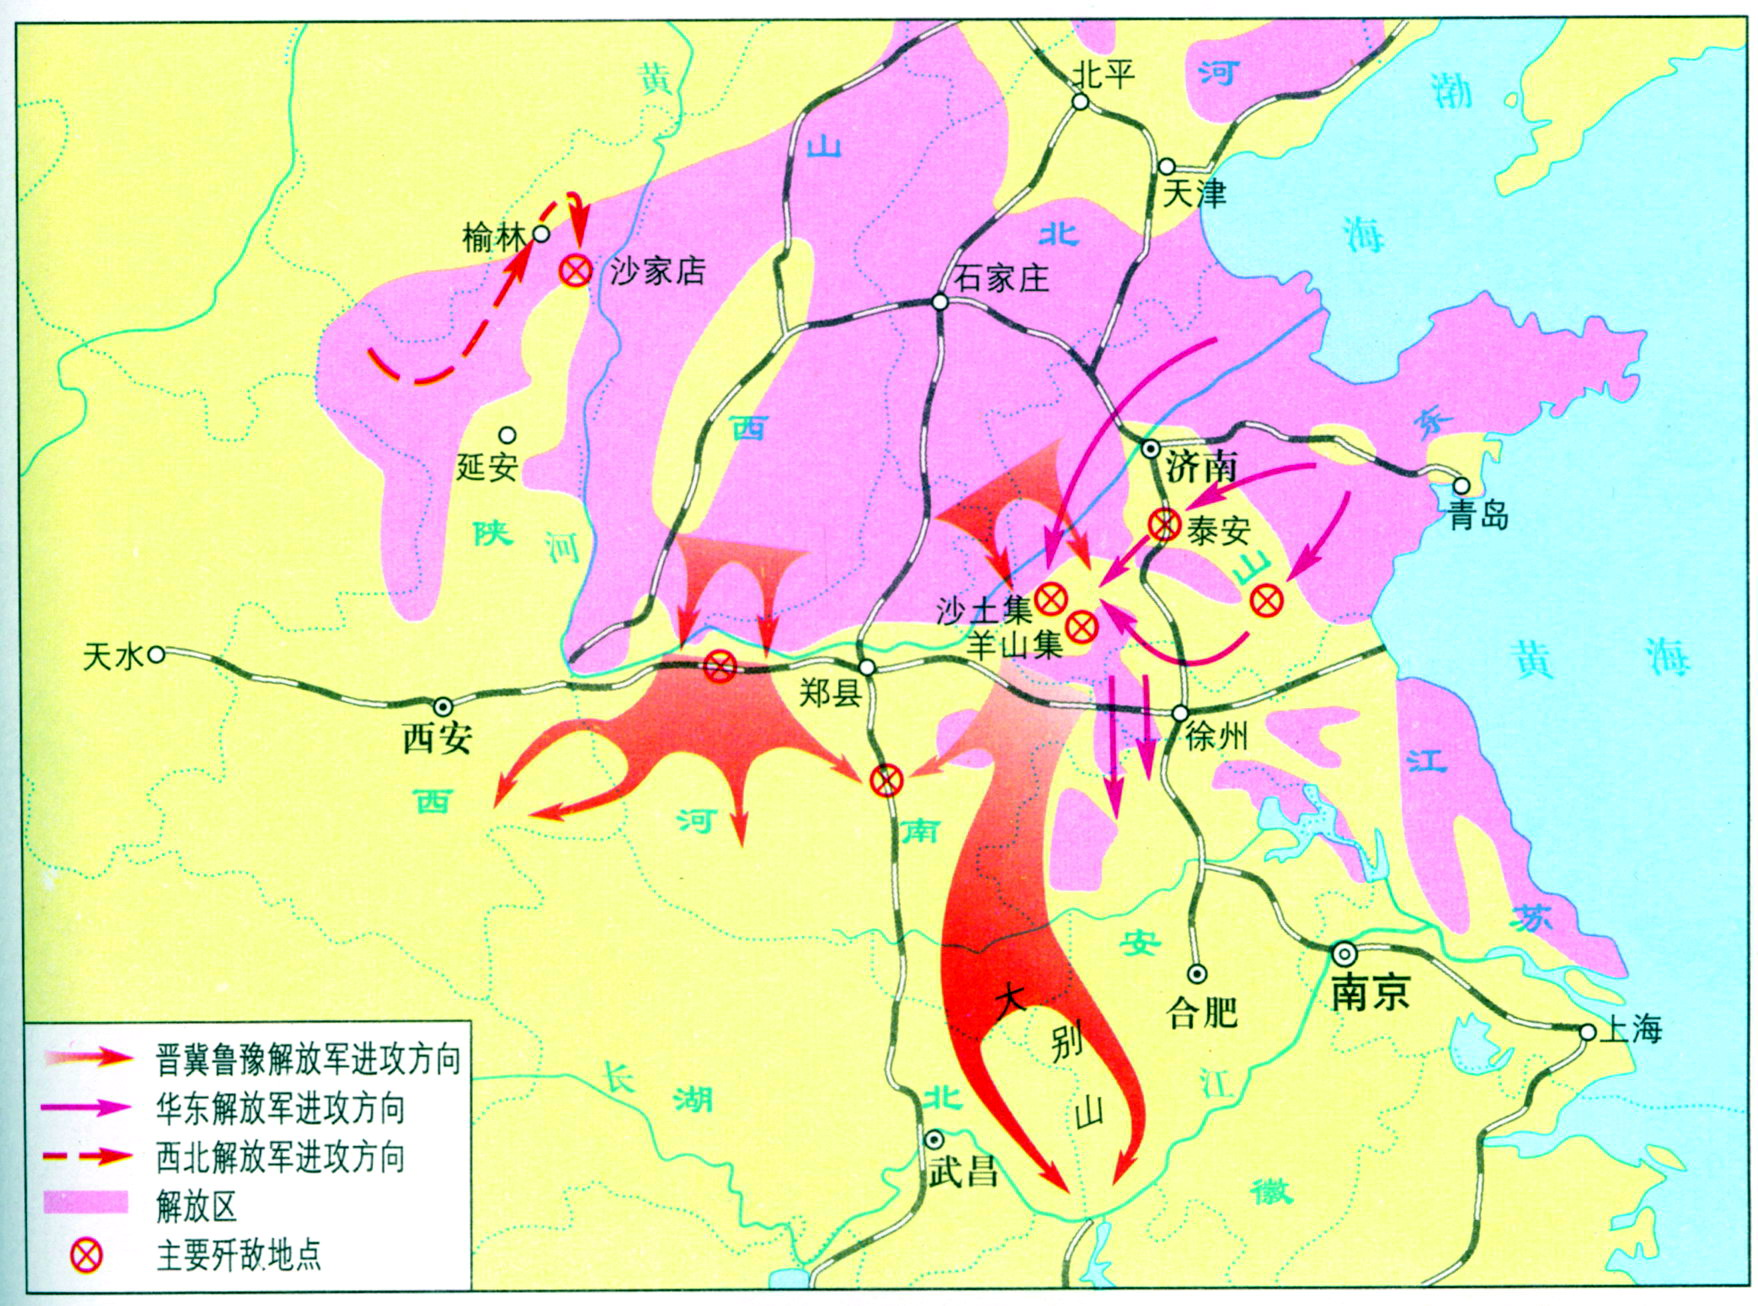 黄
北平
河
渤
山
天津
海
榆林
沙家店
北
石家庄
西
东
延安
济南
青岛
陕
河
泰安
山
沙土集
羊山集
天水
郑县
黄
海
西安
徐州
江
西
河
南
苏
安
南京
合肥
大
别
山
上海
长
湖
北
江
武昌
徽
晋冀鲁豫解放军进攻方向
华东解放军进攻方向
西北解放军进攻方向
解放区
主要歼敌地点